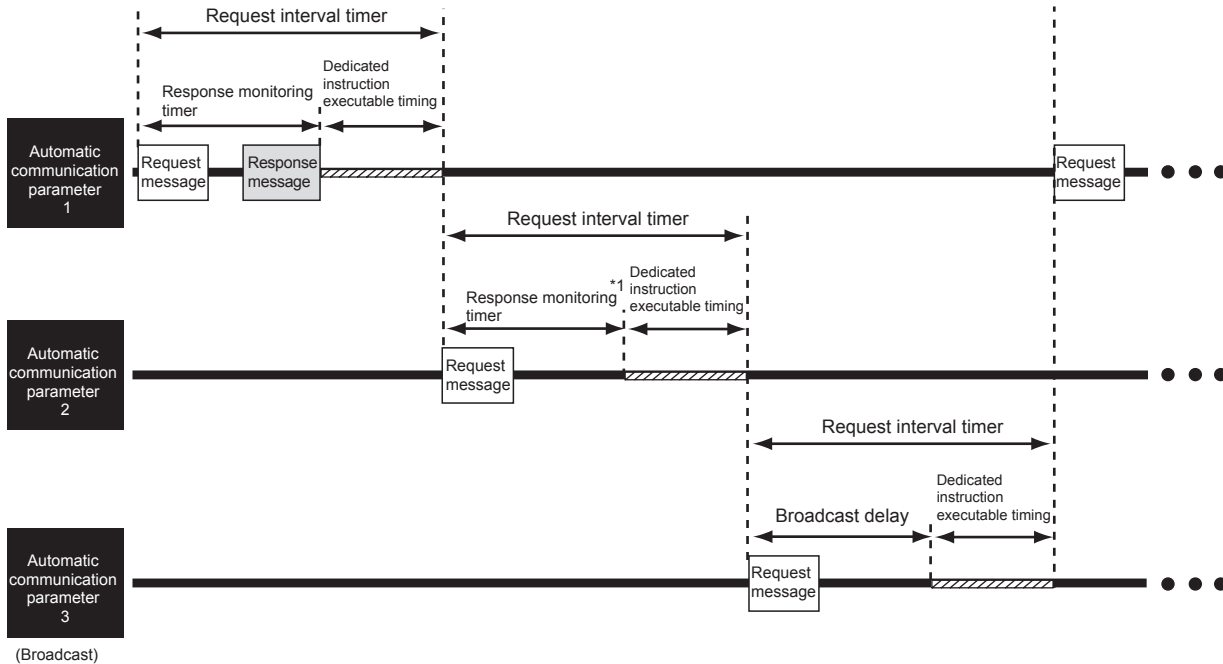 Request interval timer
Dedicated
instruction
executable timing
Response monitoring
timer
Automatic
communication
parameter
1
Request
message
Response
message
Request
message
Request interval timer
*1
Dedicated
instruction
executable timing
Response monitoring
timer
Automatic
communication
parameter
2
Request
message
Request interval timer
Dedicated
instruction
executable timing
Broadcast delay
Automatic
communication
parameter
3
Request
message
(Broadcast)